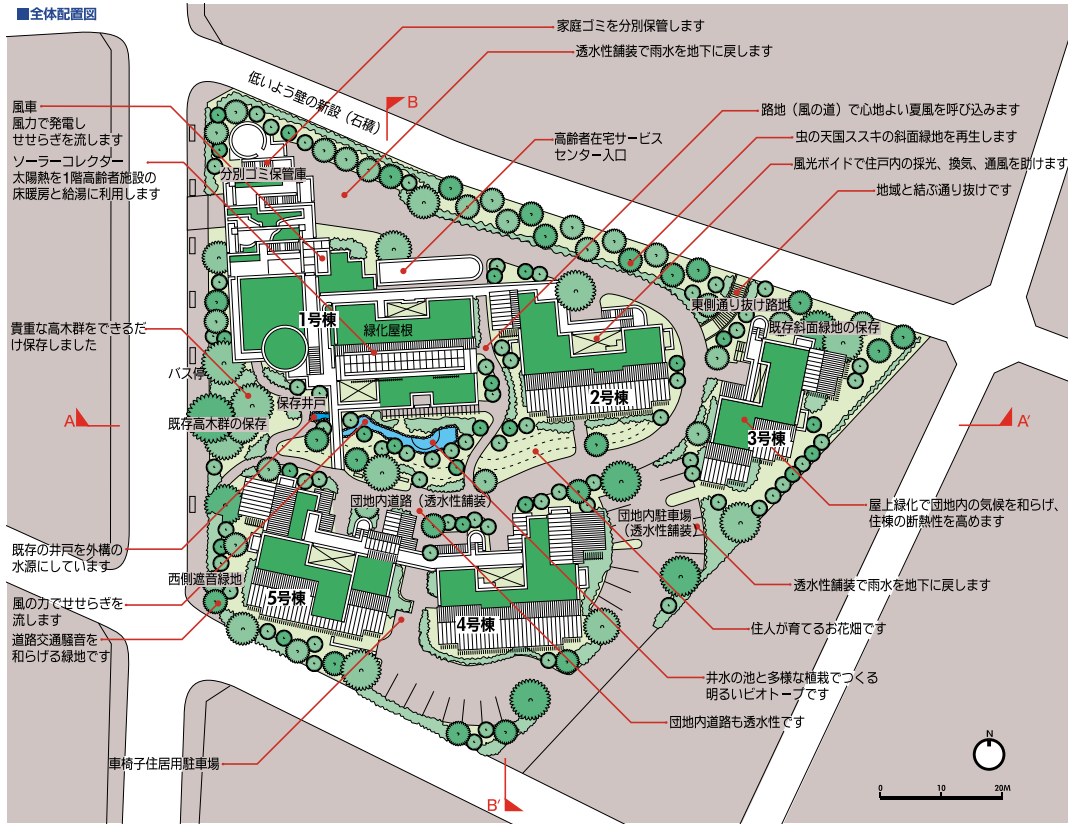 ■全体配置図
家庭ゴミを分別保管します
透水性舗装で雨水を地下に戻します
低いよう壁の新設（石積）
B
風車
風力で発電し
せせらぎを流します
ソーラーコレクター
太陽熱を1階高齢者施設の
床暖房と給湯に利用します
分別ゴミ保管庫
高齢者在宅サービス
センター入口
路地（風の道）で心地よい夏風を呼び込みます
虫の天国ススキの斜面緑地を再生します
風光ボイドで住戸内の採光、換気、通風を助けます
地域と結ぶ通り抜けです
東側通り抜け路地
既存斜面緑地の保存
1号棟
緑化屋根
貴重な高木群をできるだ
け保存しました
バス停
保存井戸
既存高木群の保存
A
2号棟
3号棟
A'
団地内道路（透水性舗装）
団地内駐車場
（透水性舗装）
屋上緑化で団地内の気候を和らげ、
住棟の断熱性を高めます
既存の井戸を外構の
水源にしています
西側遮音緑地
風の力でせせらぎを
流します
道路交通騒音を
和らげる緑地です
5号棟
4号棟
透水性舗装で雨水を地下に戻します
住人が育てるお花畑です
井水の池と多様な植栽でつくる
明るいビオトープです
団地内道路も透水性です
車椅子住居用駐車場
B'
N
0 10 20M